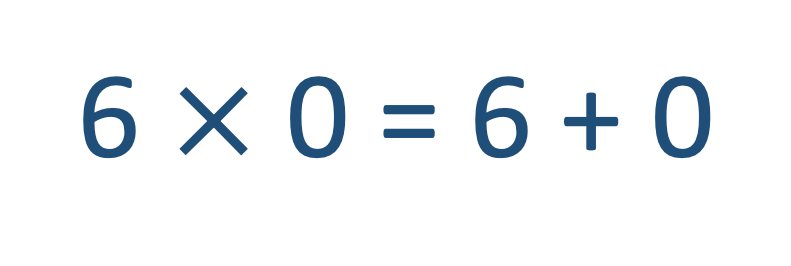 6 × 0 = 6 + 0